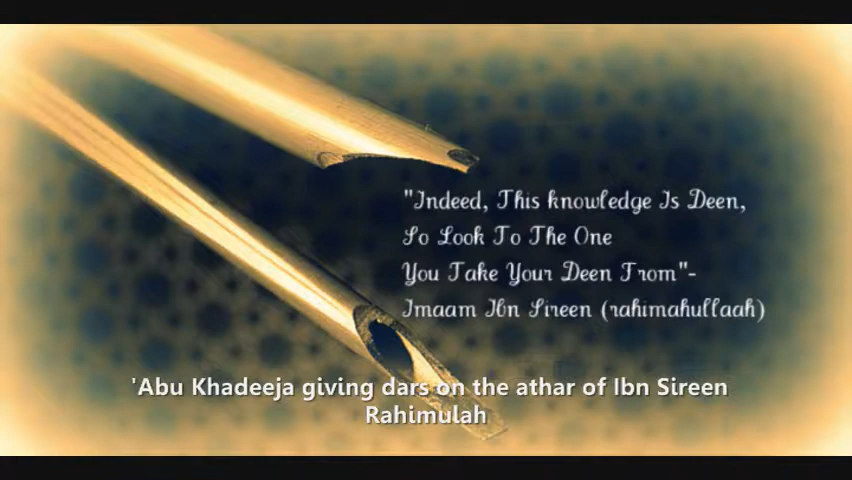 "Indeed, This knowledge Is Deen,
So Look To The One
You Take Your Deen From"-
Imaam Ibn Sireen (rahimahullaah)
'Abu Khadeeja giving dars on the athar of Ibn Sireen
Rahimulah